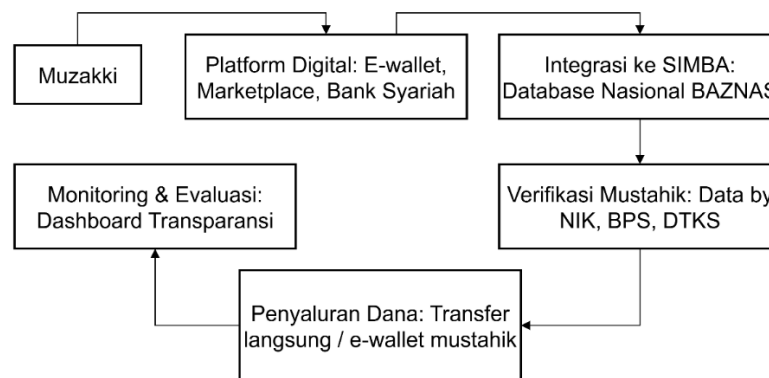 Muzakki
Platform Digital: E-wallet,
Marketplace, Bank Syariah
Integrasi ke SIMBA:
Database Nasional BAZNAS
Verifikasi Mustahik: Data by
NIK, BPS, DTKS
Penyaluran Dana: Transfer
langsung / e-wallet mustahik
Monitoring & Evaluasi:
Dashboard Transparansi